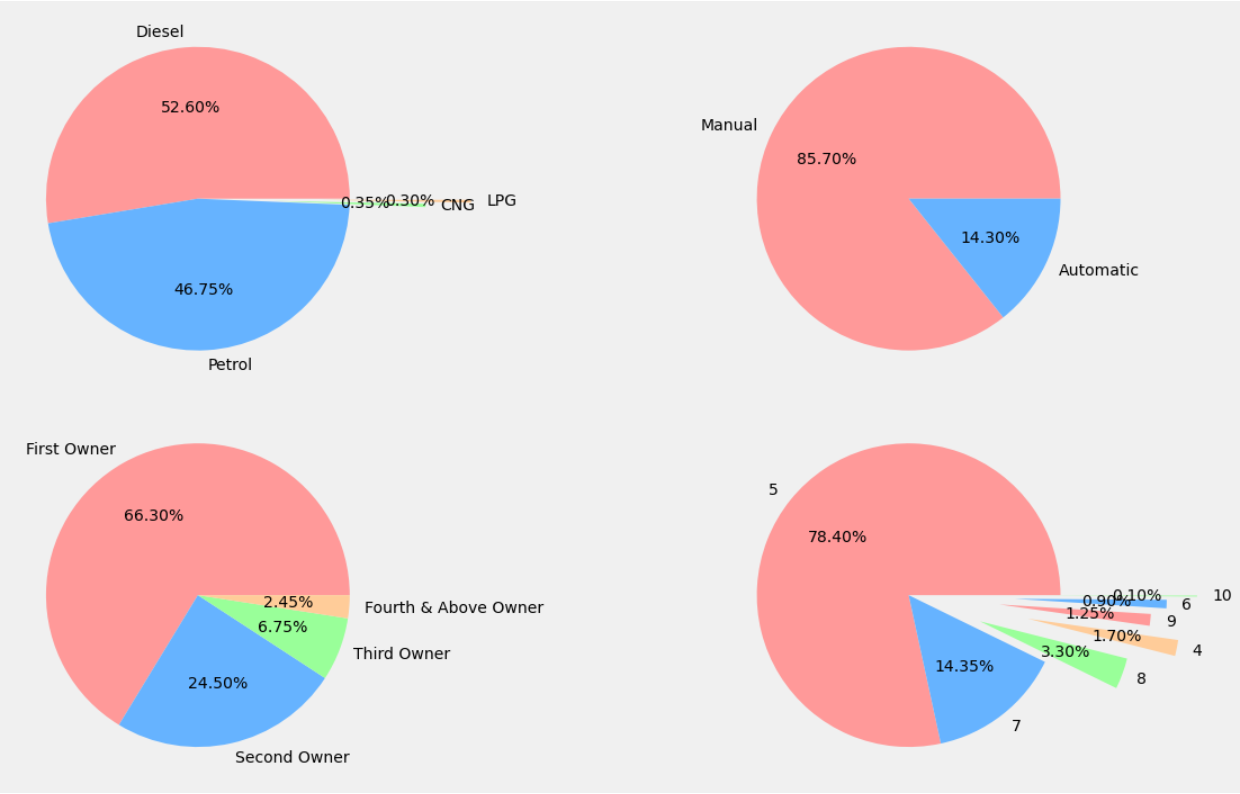 Diesel
52.60%
0.35%
0.30%
LPG
CNG
46.75%
Petrol
Manual
85.70%
14.30%
Automatic
First Owner
66.30%
2.45%
Fourth & Above Owner
6.75%
Third Owner
24.50%
Second Owner
5
78.40%
0.10%
10
0.90%
6
1.25%
9
1.70%
4
3.30%
8
14.35%
7